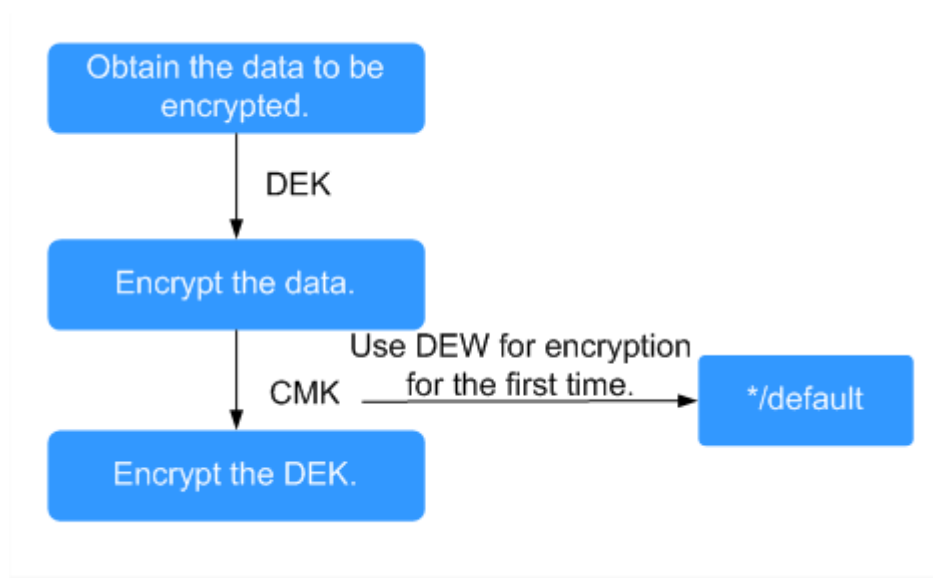 Obtain the data to be
encrypted.
DEK
Encrypt the data.
Use DEW for encryption
for the first time.
CMK
*/default
Encrypt the DEK.